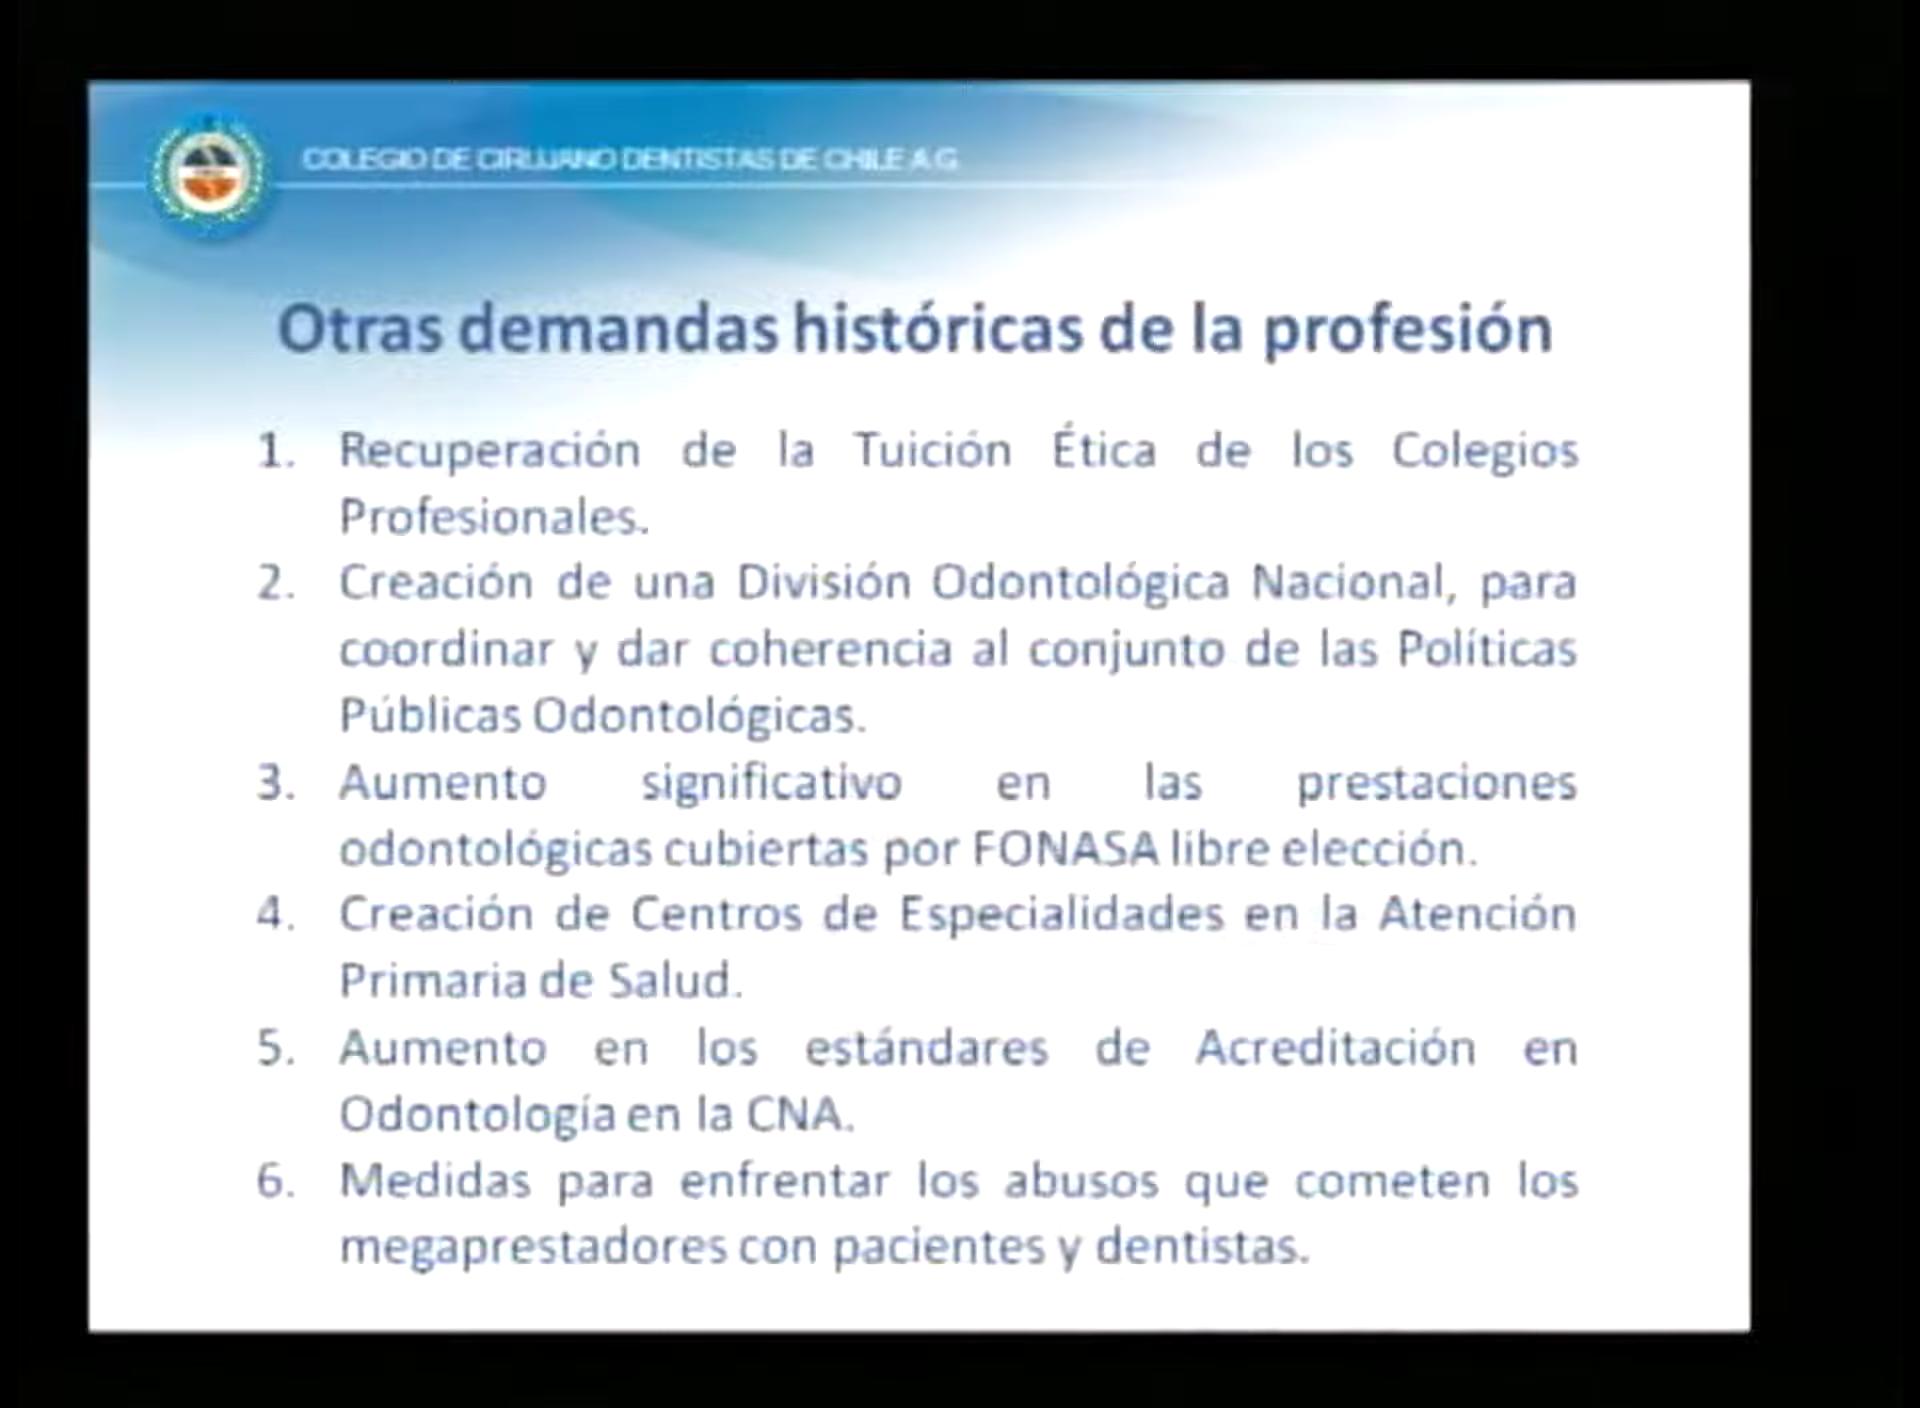 COLEGIO DE CIRUJANO DENTISTAS DE CHILE A.G.
Otras demandas históricas de la profesión
1. Recuperación de la Tuición Ética de los Colegios
Profesionales.
2. Creación de una División Odontológica Nacional, para
coordinar y dar coherencia al conjunto de las Políticas
Públicas Odontológicas.
3. Aumento significativo en las prestaciones
odontológicas cubiertas por FONASA libre elección.
4. Creación de Centros de Especialidades en la Atención
Primaria de Salud.
5. Aumento en los estándares de Acreditación en
Odontología en la CNA.
6. Medidas para enfrentar los abusos que cometen los
megaprestadores con pacientes y dentistas.